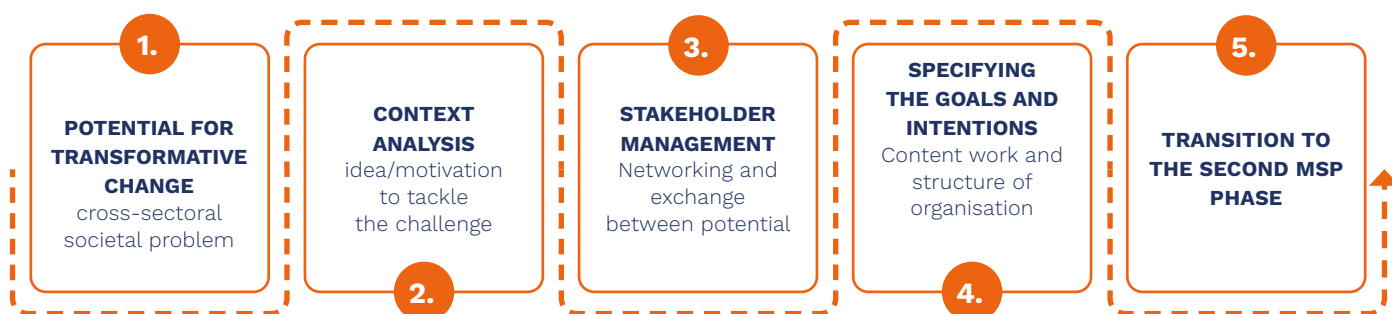 1.
POTENTIAL FOR
TRANSFORMATIVE
CHANGE
cross-sectoral
societal problem
CONTEXT
ANALYSIS
idea/motivation
to tackle
the challenge
2.
3.
STAKEHOLDER
MANAGEMENT
Networking and
exchange
between potential
SPECIFYING
THE GOALS AND
INTENTIONS
Content work and
structure of
organisation
4.
5.
TRANSITION TO
THE SECOND MSP
PHASE